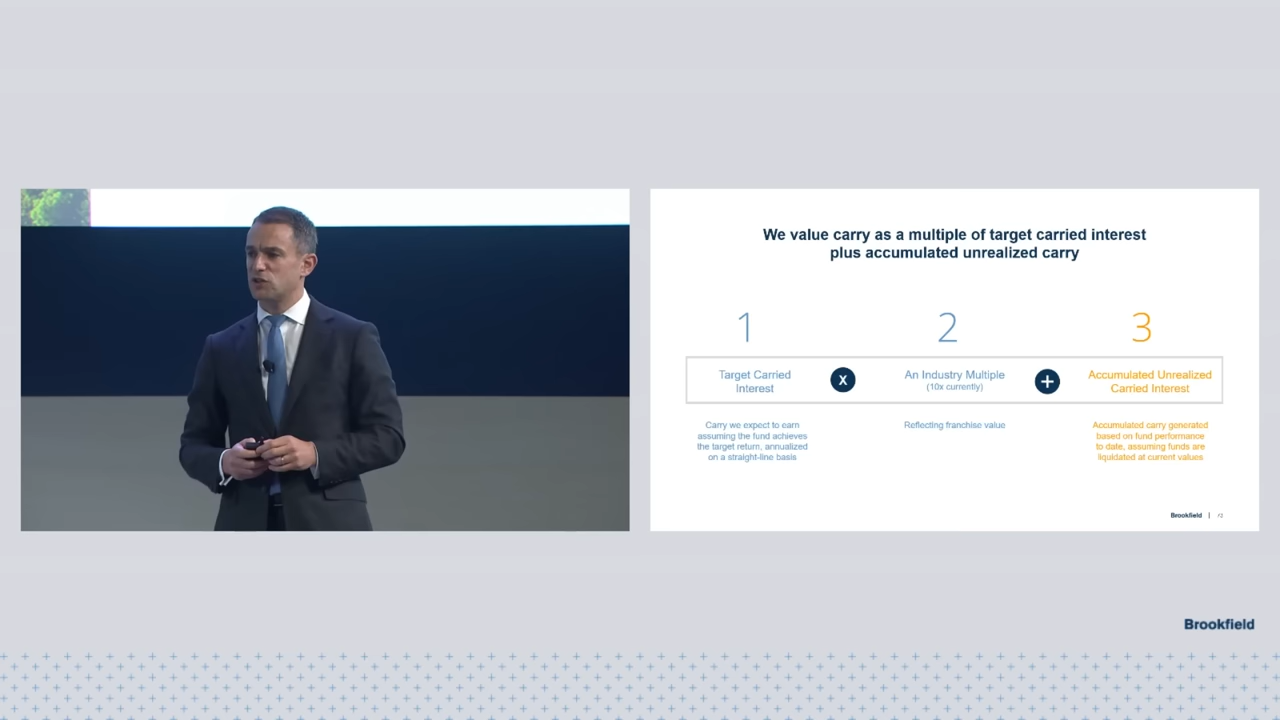 We value carry as a multiple of target carried interest
plus accumulated unrealized carry
1
2
3
Target Carried
Interest
X
An Industry Multiple
(10x currently)
+
Accumulated Unrealized
Carried Interest
Carry we expect to earn
assuming the fund achieves
the target return, annualized
on a straight-line basis
Reflecting franchise value
Accumulated carry generated
based on fund performance
to date, assuming funds are
liquidated at current values
Brookfield |
Brookfield